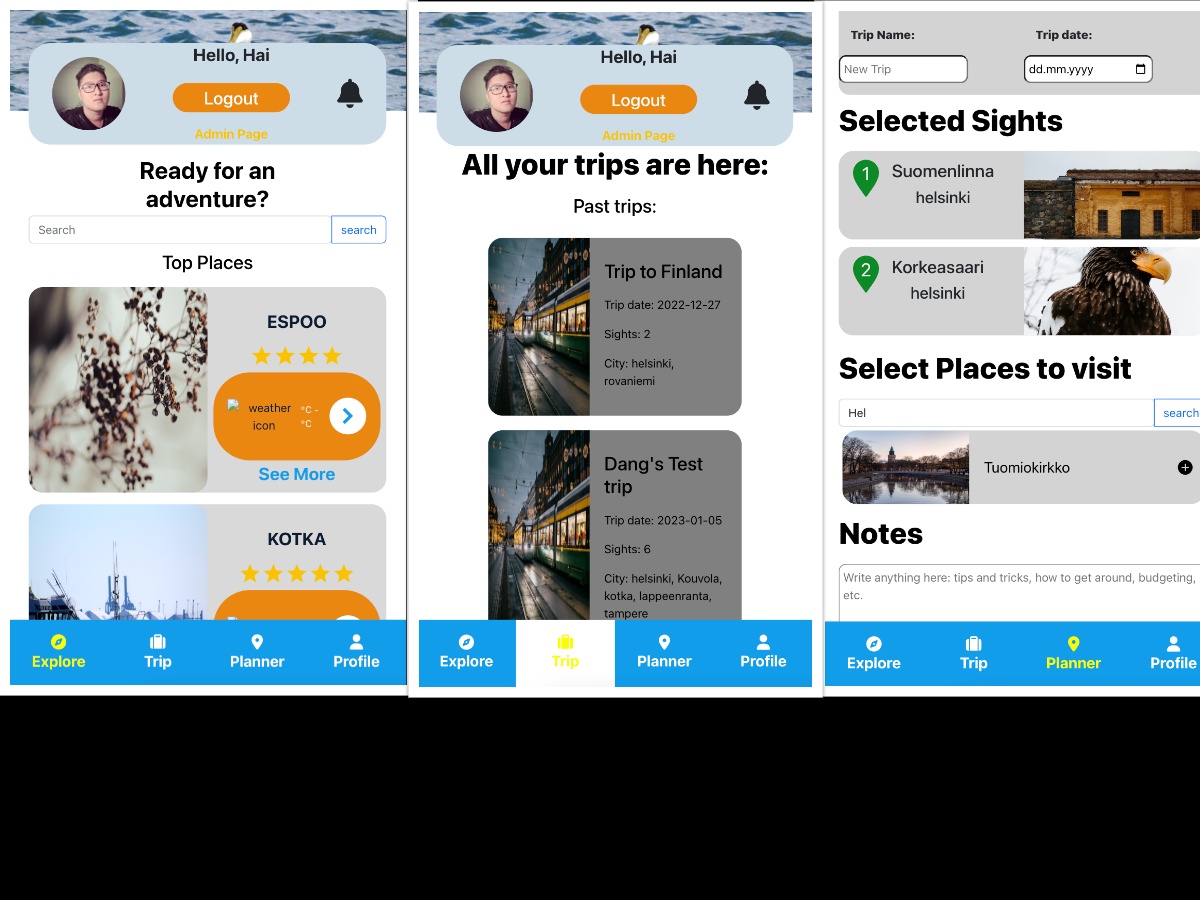 Hello, Hai
Logout
Admin Page
Ready for an
adventure?
Search
search
Top Places
ESPOO
weather
icon
°C -
°C
See More
KOTKA
Explore
Trip
Planner
Profile
Hello, Hai
Logout
Admin Page
All your trips are here:
Past trips:
Trip to Finland
Trip date: 2022-12-27
Sights: 2
City: helsinki,
rovaniemi
Dang's Test
trip
Trip date: 2023-01-05
Sights: 6
City: helsinki, Kouvola,
kotka, lappeenranta,
tampere
Explore
Trip
Planner
Profile
Trip Name:
Trip date:
New Trip
dd.mm.yyyy
Selected Sights
1
Suomenlinna
helsinki
2
Korkeasaari
helsinki
Select Places to visit
Hel
search
Tuomiokirkko
Notes
Write anything here: tips and tricks, how to get around, budgeting,
etc.
Explore
Trip
Planner
Profile